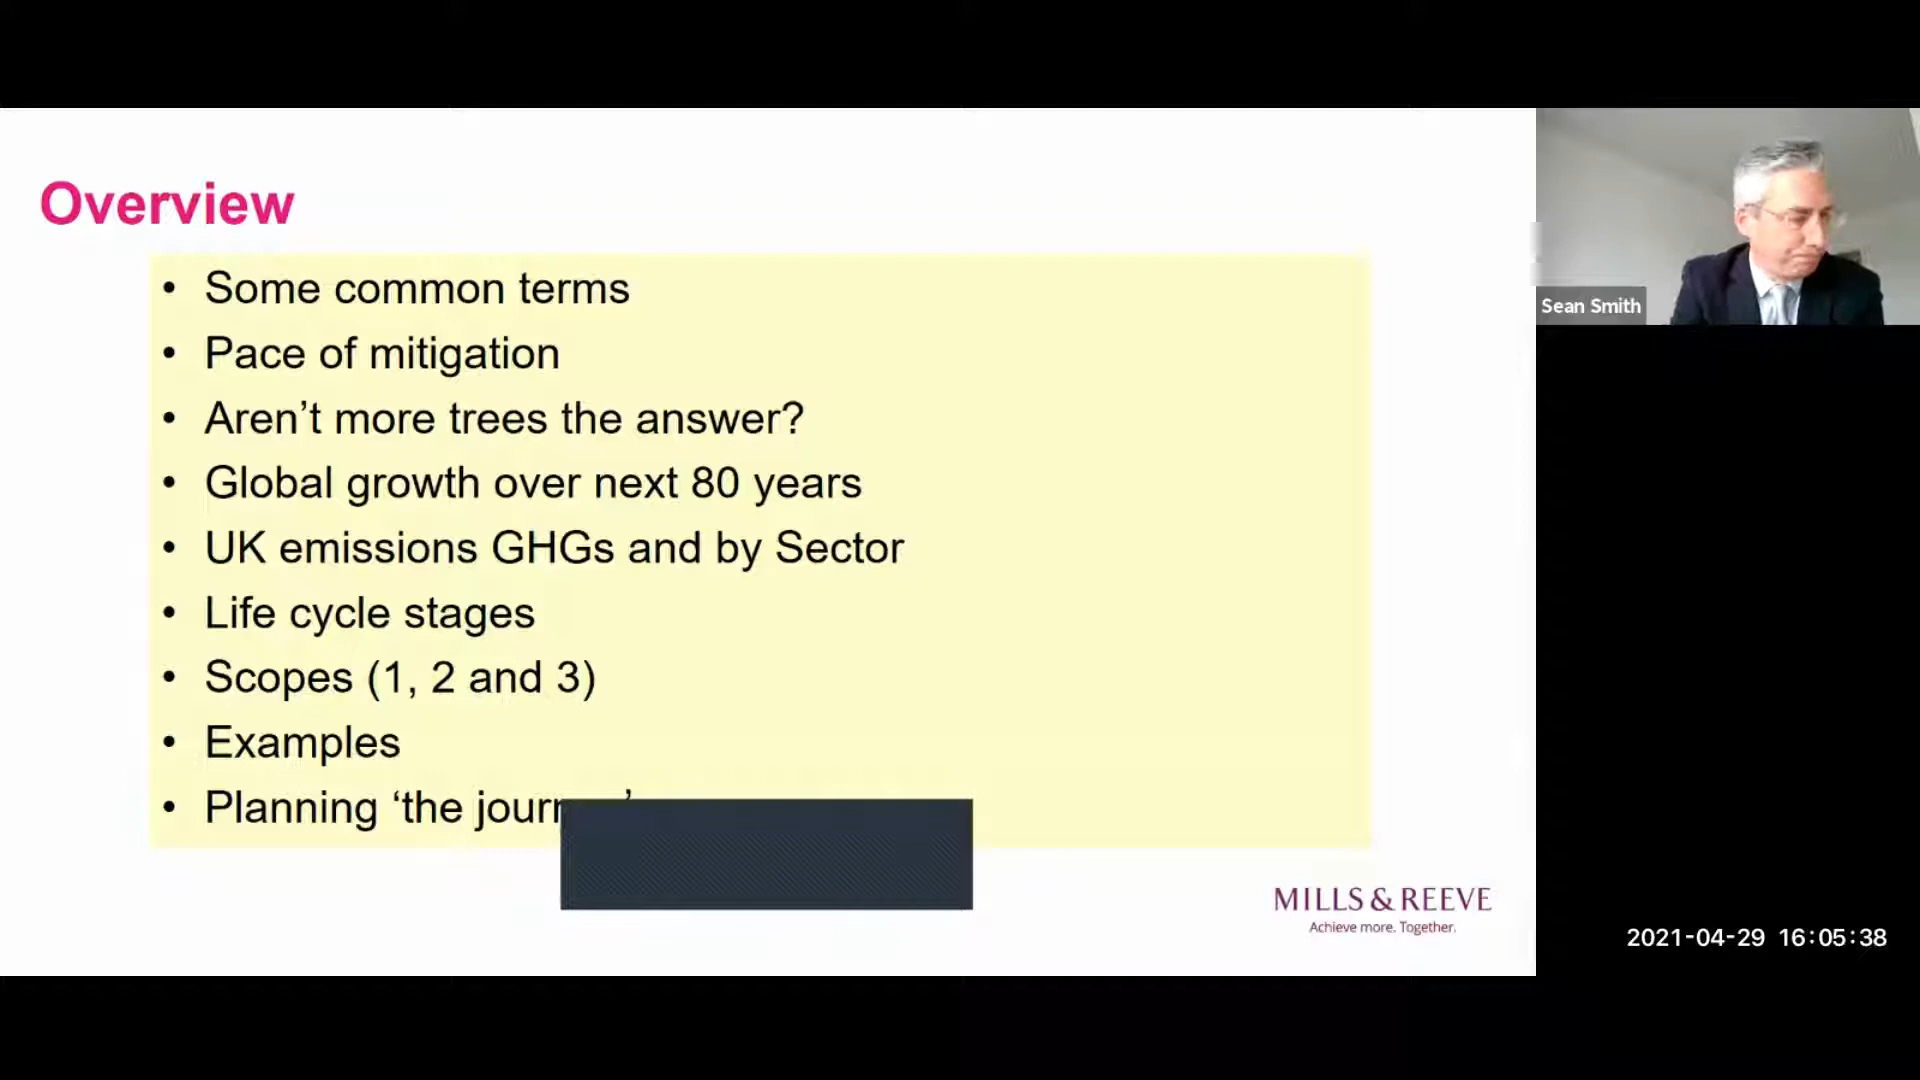 Overview
• Some common terms
• Pace of mitigation
• Aren’t more trees the answer?
• Global growth over next 80 years
• UK emissions GHGs and by Sector
• Life cycle stages
• Scopes (1, 2 and 3)
• Examples
• Planning ‘the
Sean Smith
MILLS & REEVE
Achieve more. Together.
2021-04-29 16:05:38